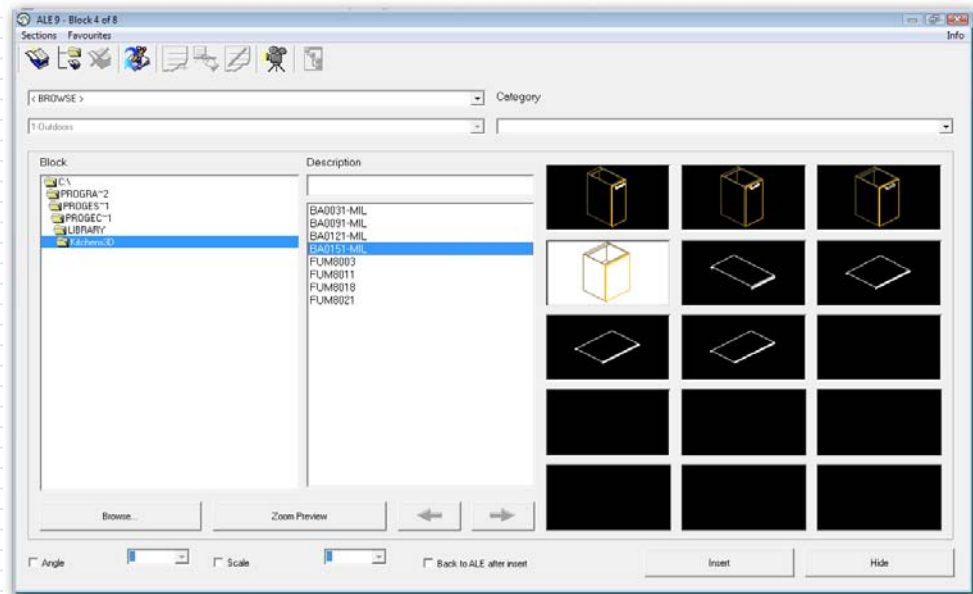 ALE 9 - Block 4 of 8
Sections Favourites Info
< BROWSE > Category
1-Outdoors
Block Description
C:\
PROGRA~2
PROGES~1
PROGEC~1
LIBRARY
Kitchens3D
BA0031-MIL
BA0091-MIL
BA0121-MIL
BA0151-MIL
FUM8003
FUM8011
FUM8018
FUM8021
Browse... Zoom Preview
Angle Scale Back to ALE after insert Insert Hide